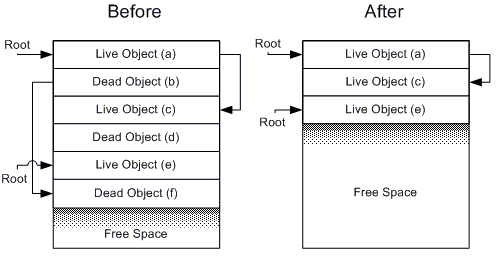 Before
After
Root
Live Object (a)
Dead Object (b)
Live Object (c)
Dead Object (d)
Live Object (e)
Root
Dead Object (f)
Free Space
Root
Live Object (a)
Live Object (c)
Live Object (e)
Root
Free Space